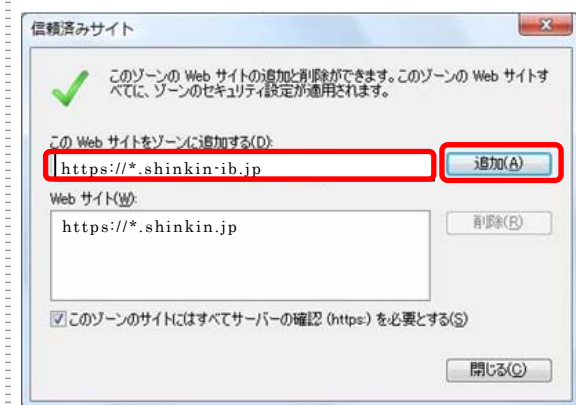 信頼済みサイト
このゾーンの Web サイトの追加と削除ができます。このゾーンの Web サイトす
べてに、ゾーンのセキュリティ設定が適用されます。
この Web サイトをゾーンに追加する(D):
https://*.shinkin-ib.jp
追加(A)
Web サイト(W):
https://*.shinkin.jp
削除(R)
このゾーンのサイトにはすべてサーバーの確認 (https:) を必要とする(S)
閉じる(C)